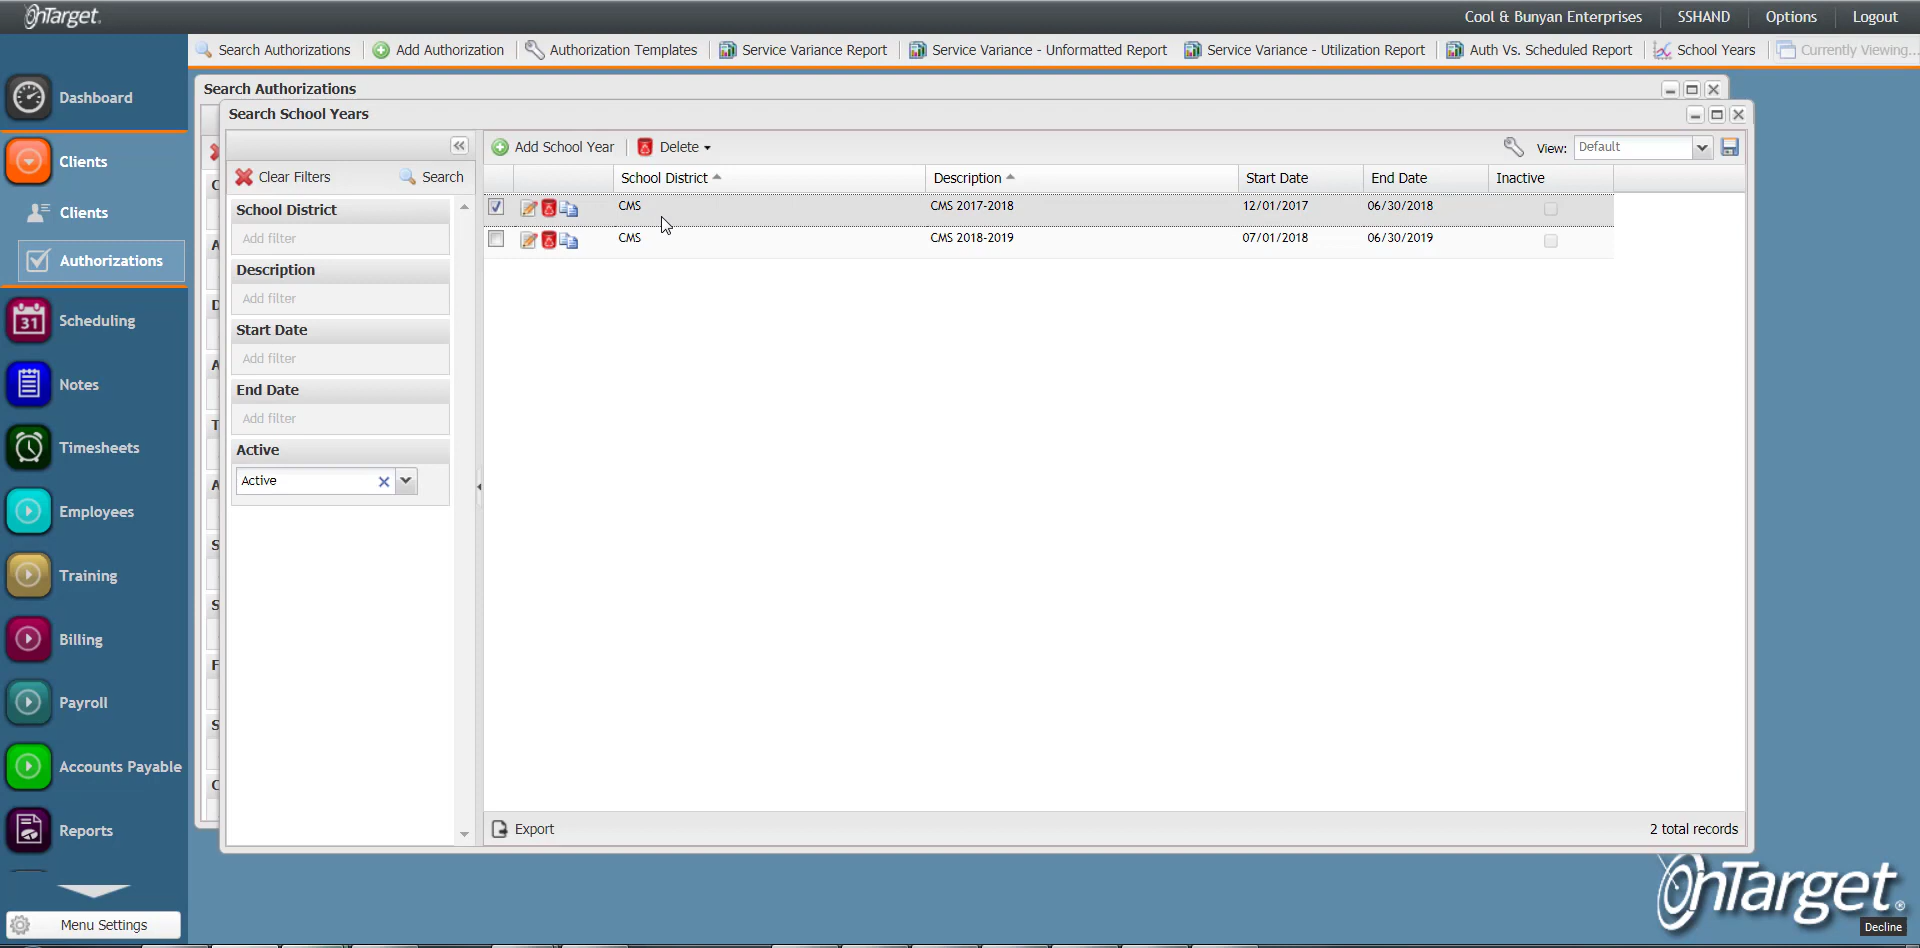 OnTarget.
Cool & Bunyan Enterprises SSHAND Options Logout
Search Authorizations Add Authorization Authorization Templates Service Variance Report Service Variance - Unformatted Report Service Variance - Utilization Report Auth Vs. Scheduled Report School Years Currently Viewing...
Dashboard
Clients
Clients
Authorizations
31 Scheduling
Notes
Timesheets
Employees
Training
Billing
Payroll
Accounts Payable
Reports
Menu Settings
Search Authorizations
Search School Years
Clear Filters Search
School District
Add filter
Description
Add filter
Start Date
Add filter
End Date
Add filter
Active
Active
Add School Year Delete View: Default
School District Description Start Date End Date Inactive
CMS CMS 2017-2018 12/01/2017 06/30/2018
CMS CMS 2018-2019 07/01/2018 06/30/2019
Export 2 total records
C
A
D
A
T
A
S
S
F
S
C
OnTarget®
Decline